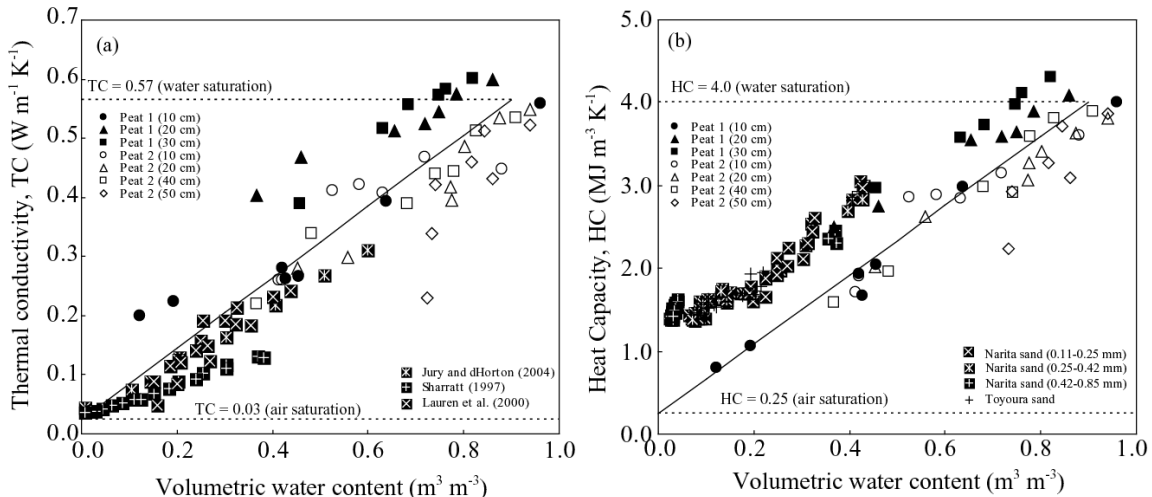 (a)
TC = 0.57 (water saturation)
Peat 1 (10 cm)
Peat 1 (20 cm)
Peat 1 (30 cm)
Peat 2 (10 cm)
Peat 2 (20 cm)
Peat 2 (40 cm)
Peat 2 (50 cm)
Jury and dHorton (2004)
Sharratt (1997)
Lauren et al. (2000)
TC = 0.03 (air saturation)
Thermal conductivity, TC (W m⁻¹ K⁻¹)
0.7
0.6
0.5
0.4
0.3
0.2
0.1
0.0
0.0 0.2 0.4 0.6 0.8 1.0
Volumetric water content (m³ m⁻³)
(b)
HC = 4.0 (water saturation)
Peat 1 (10 cm)
Peat 1 (20 cm)
Peat 1 (30 cm)
Peat 2 (10 cm)
Peat 2 (20 cm)
Peat 2 (40 cm)
Peat 2 (50 cm)
Narita sand (0.11-0.25 mm)
Narita sand (0.25-0.42 mm)
Narita sand (0.42-0.85 mm)
Toyoura sand
HC = 0.25 (air saturation)
Heat Capacity, HC (MJ m⁻³ K⁻¹)
5.0
4.0
3.0
2.0
1.0
0.0
0.0 0.2 0.4 0.6 0.8 1.0
Volumetric water content (m³ m⁻³)